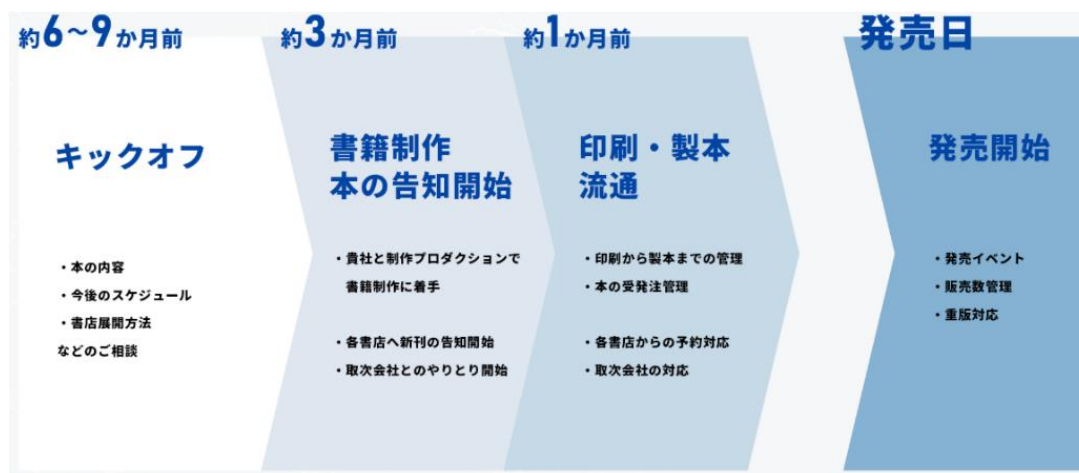 約6〜9か月前
キックオフ
・本の内容
・今後のスケジュール
・書店展開方法
などのご相談
約3か月前
書籍制作
本の告知開始
・貴社と制作プロダクションで
書籍制作に着手
・各書店へ新刊の告知開始
・取次会社とのやりとり開始
約1か月前
印刷・製本
流通
・印刷から製本までの管理
・本の受発注管理
・各書店からの予約対応
・取次会社の対応
発売日
発売開始
・発売イベント
・販売数管理
・重版対応